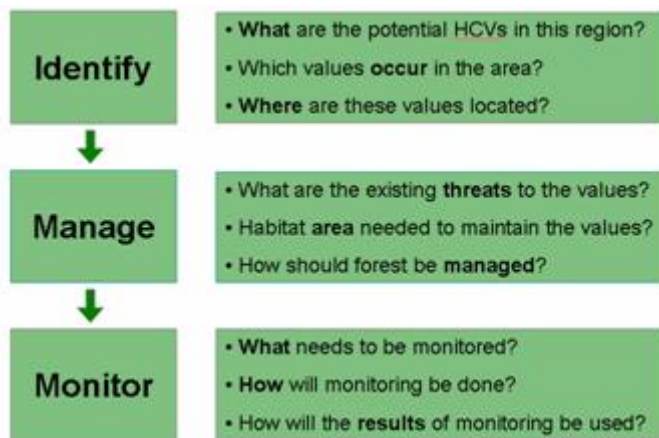 Identify
• What are the potential HCVs in this region?
• Which values occur in the area?
• Where are these values located?
Manage
• What are the existing threats to the values?
• Habitat area needed to maintain the values?
• How should forest be managed?
Monitor
• What needs to be monitored?
• How will monitoring be done?
• How will the results of monitoring be used?